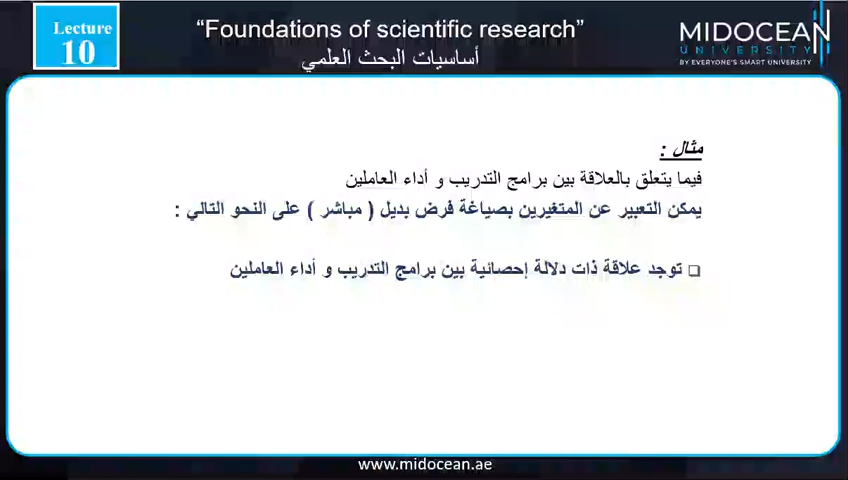 Lecture
10
“Foundations of scientific research”
أساسيات البحث العلمي
MIDOCEAN
UNIVERSITY
BY EVERYONE'S SMART UNIVERSITY
مثال :
فيما يتعلق بالعلاقة بين برامج التدريب و أداء العاملين
يمكن التعبير عن المتغيرين بصياغة فرض بديل ( مباشر ) على النحو التالي :
❑ توجد علاقة ذات دلالة إحصائية بين برامج التدريب و أداء العاملين
www.midocean.ae